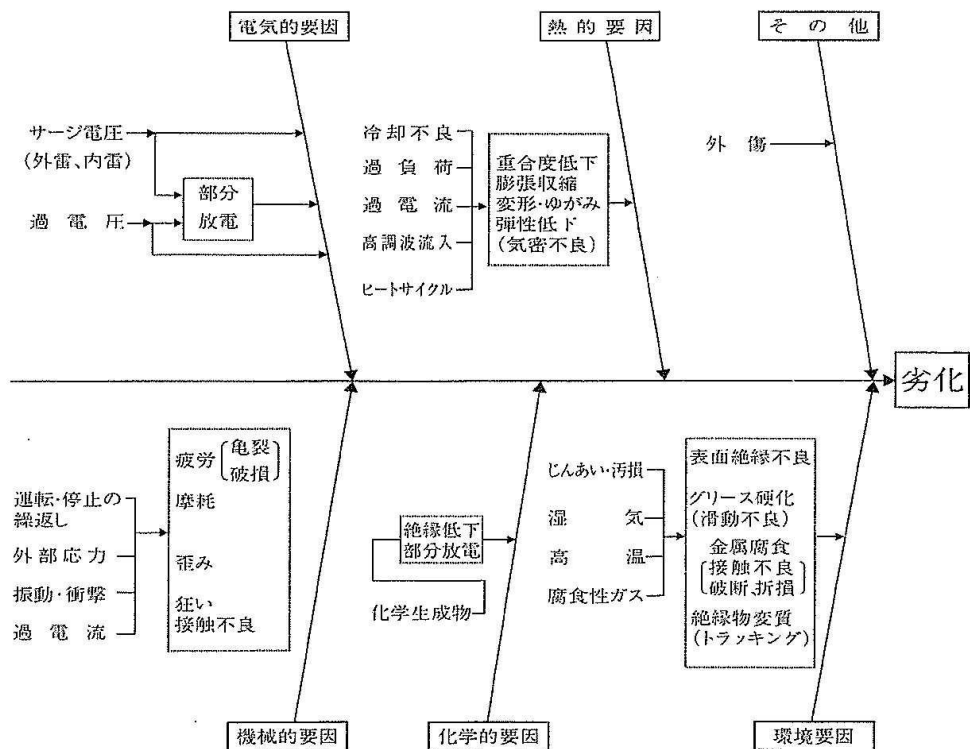 電気的要因
熱的要因
その他
サージ電圧
(外雷、内雷)
過電圧
部分
放電
冷却不良
過負荷
過電流
高調波流入
ヒートサイクル
重合度低下
膨張収縮
変形・ゆがみ
弾性低下
(気密不良)
外傷
劣化
運転・停止の
繰返し
外部応力
振動・衝撃
過電流
疲労 亀裂
破損
摩耗
歪み
狂い
接触不良
絶縁低下
部分放電
化学生成物
じんあい・汚損
湿気
高温
腐食性ガス
表面絶縁不良
グリース硬化
(滑動不良)
金属腐食
接触不良
破断、折損
絶縁物変質
(トラッキング)
機械的要因
化学的要因
環境要因